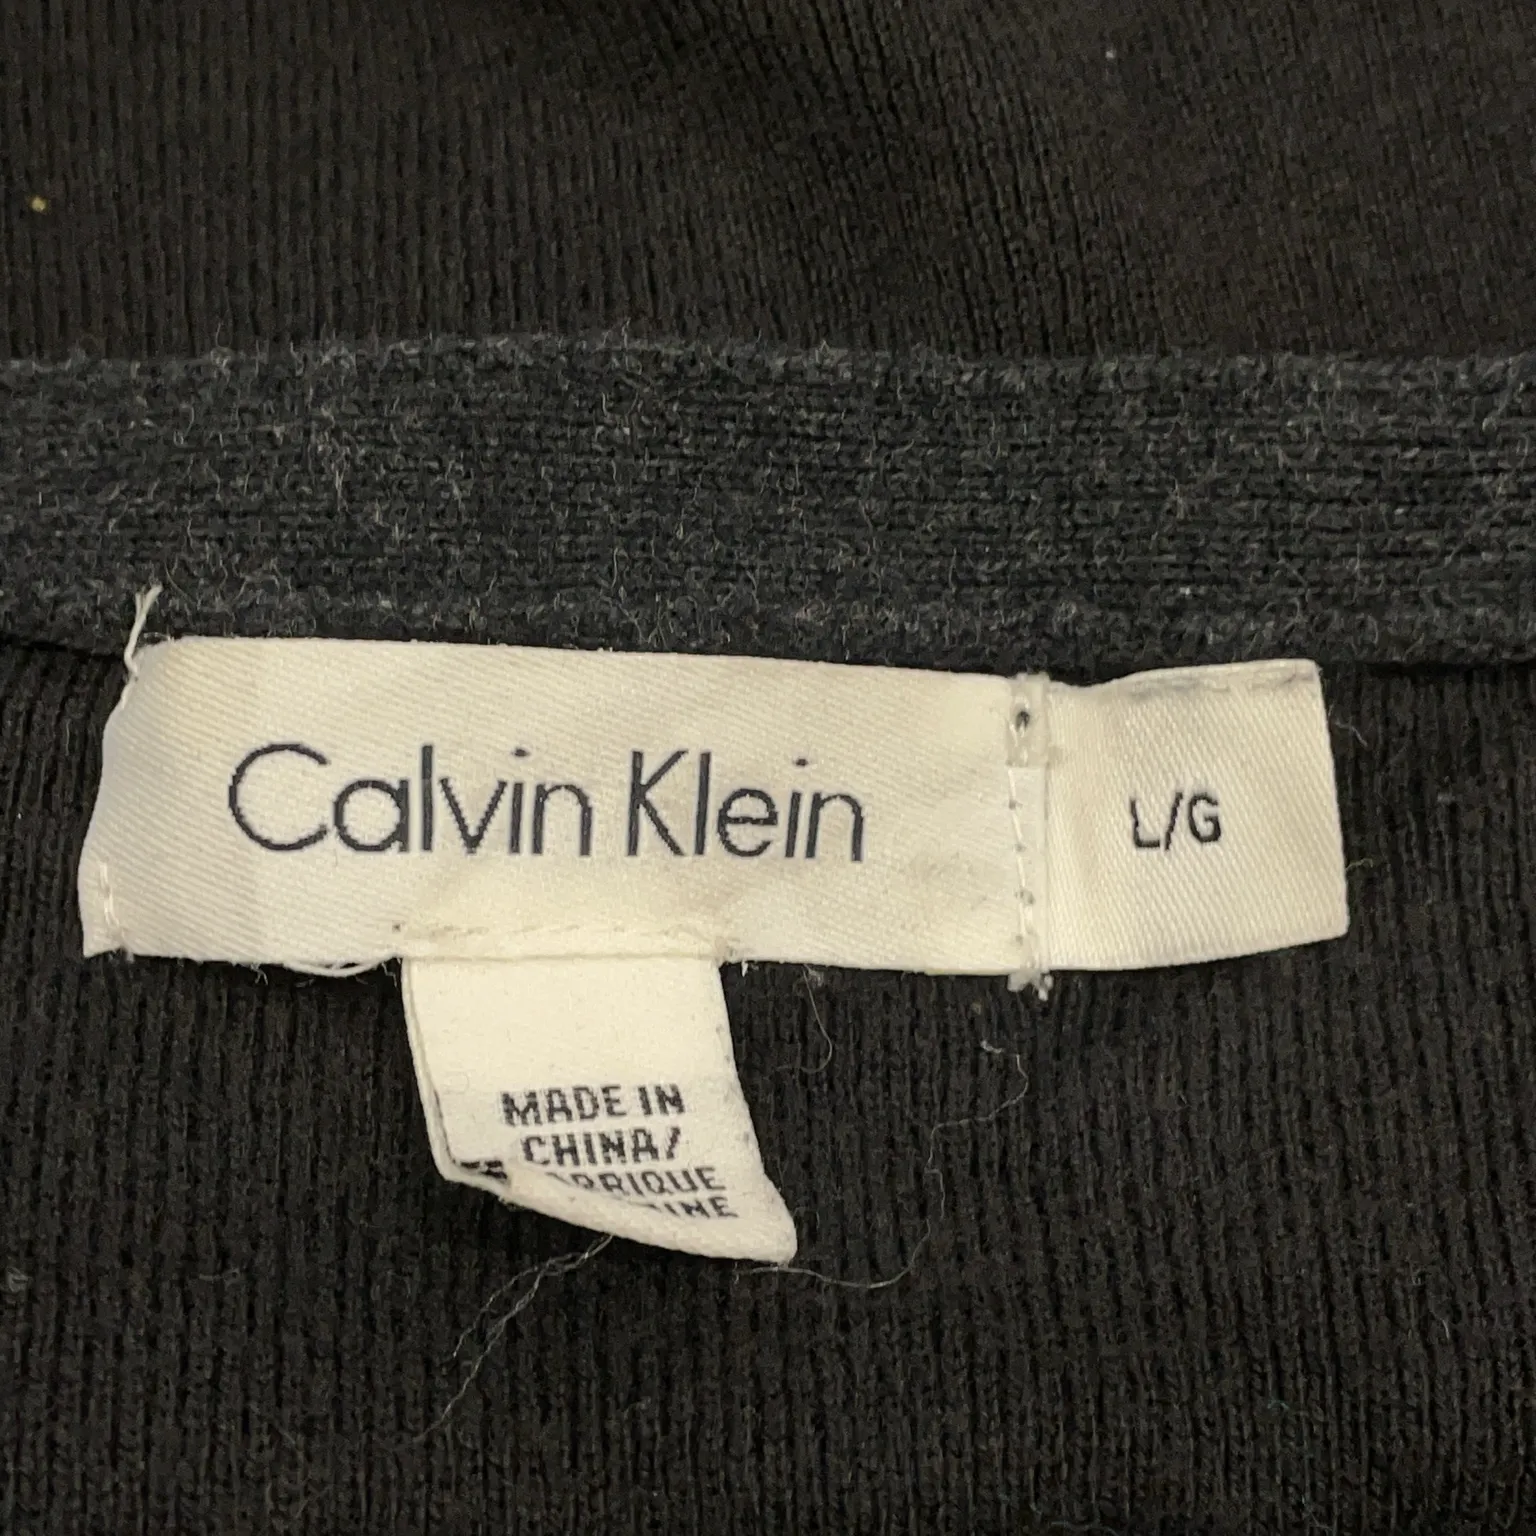 Calvin Klein
L/G
MADE IN
CHINA/